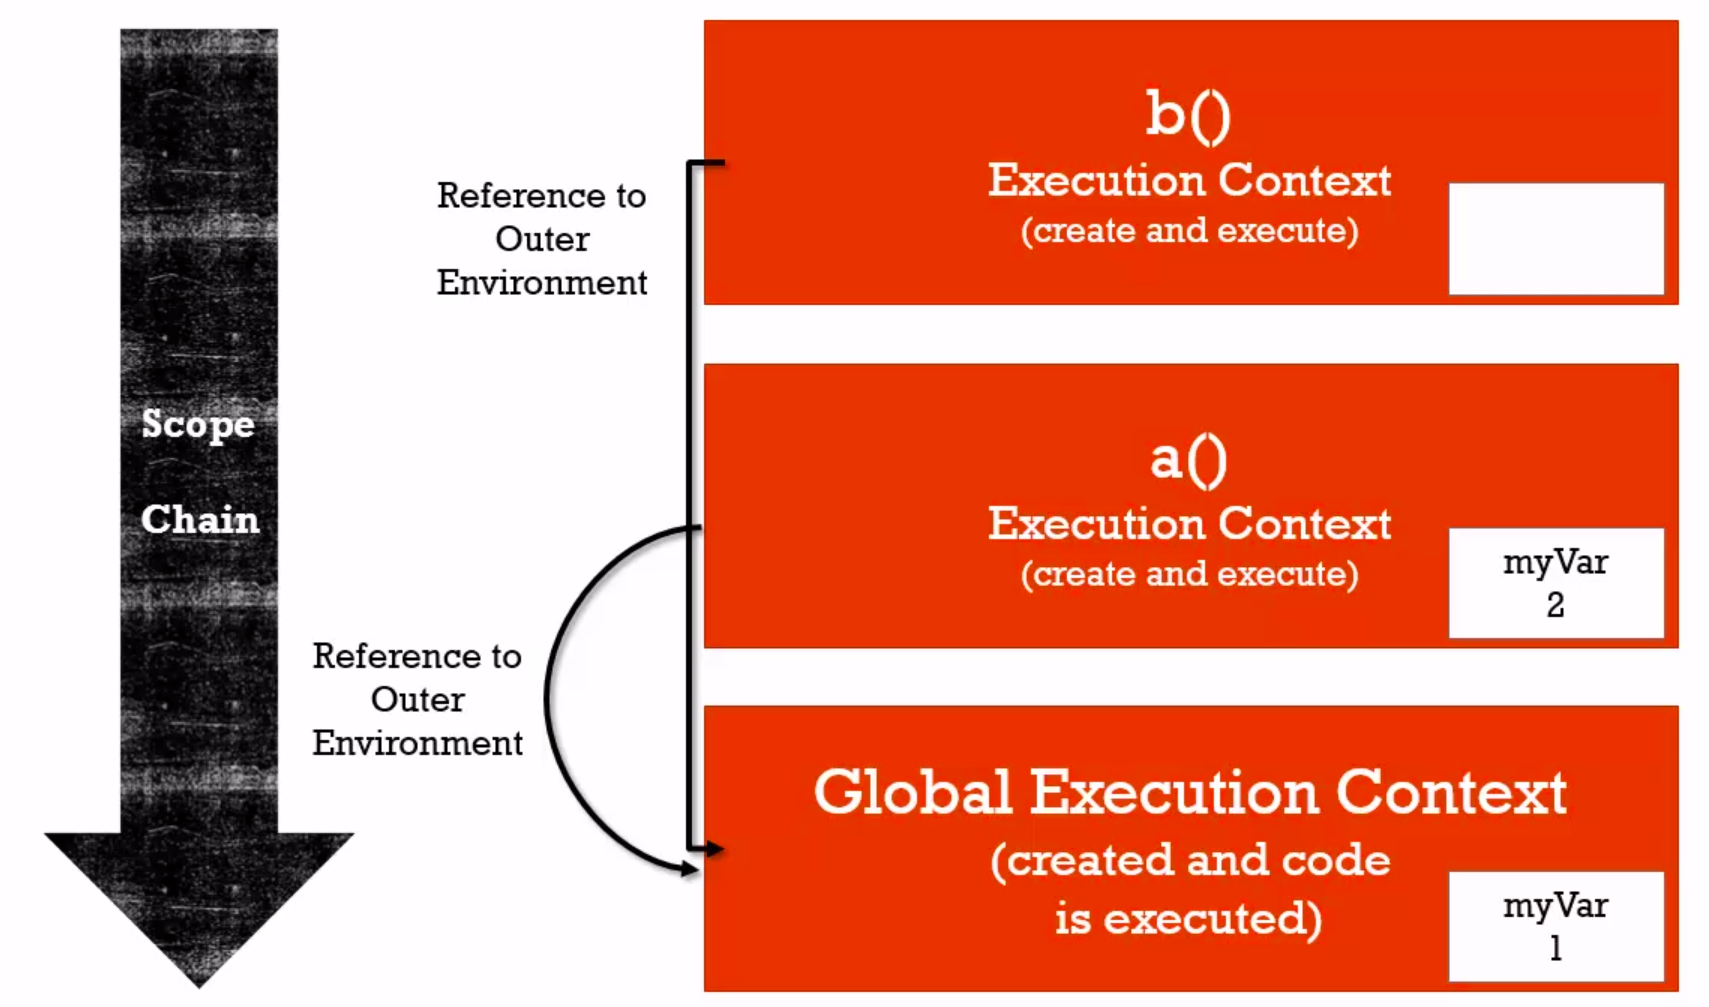 b()
Execution Context
(create and execute)
Reference to
Outer
Environment
Scope
Chain
a()
Execution Context
(create and execute)
myVar
2
Reference to
Outer
Environment
Global Execution Context
(created and code
is executed)
myVar
1